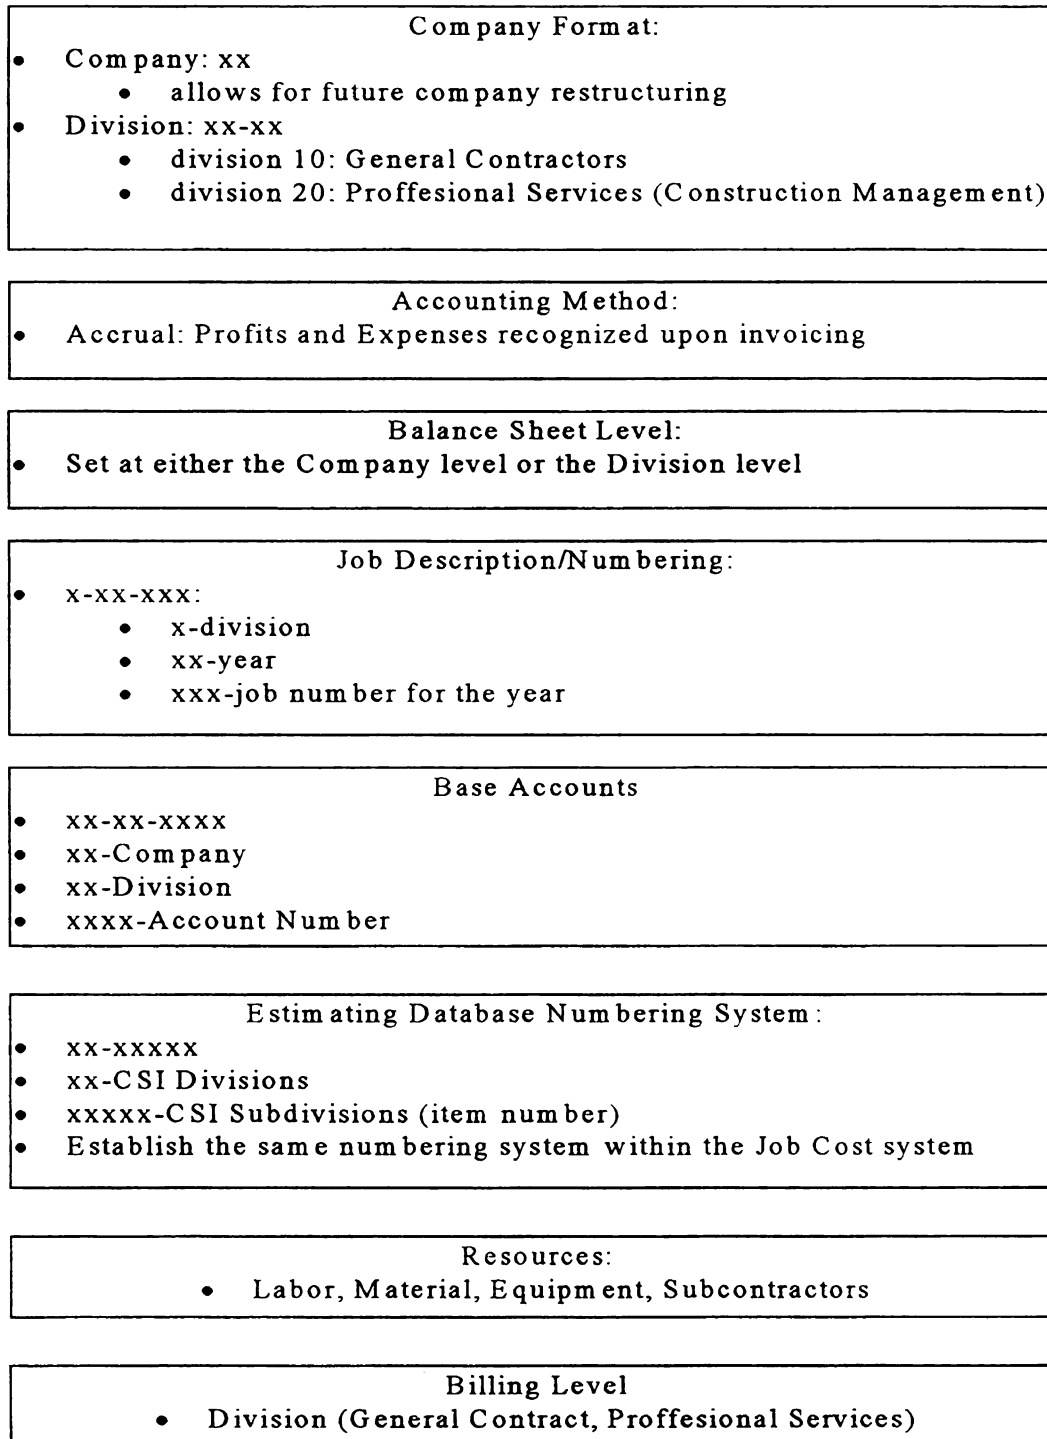 Company Format:
• Company: xx
• allows for future company restructuring
• Division: xx-xx
• division 10: General Contractors
• division 20: Proffesional Services (Construction Management)
Accounting Method:
• Accrual: Profits and Expenses recognized upon invoicing
Balance Sheet Level:
• Set at either the Company level or the Division level
Job Description/Numbering:
• x-xx-xxx:
• x-division
• xx-year
• xxx-job number for the year
Base Accounts
• xx-xx-xxxx
• xx-Company
• xx-Division
• xxxx-Account Number
Estimating Database Numbering System:
• xx-xxxxx
• xx-CSI Divisions
• xxxxx-CSI Subdivisions (item number)
• Establish the same numbering system within the Job Cost system
Resources:
• Labor, Material, Equipment, Subcontractors
Billing Level
• Division (General Contract, Proffesional Services)